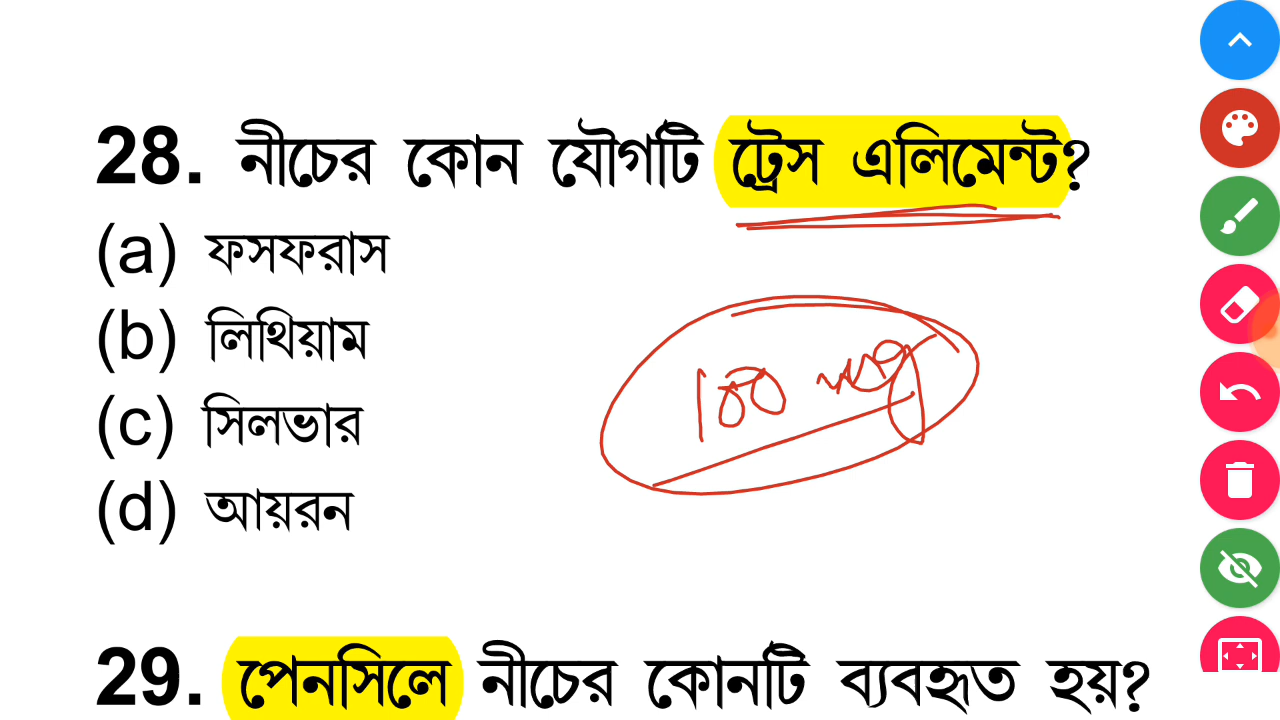 28. নীচের কোন যৌগটি ট্রেস এলিমেন্ট?
(a) ফসফরাস
(b) লিথিয়াম
(c) সিলভার
(d) আয়রন
100 mg
29. পেনসিলে নীচের কোনটি ব্যবহৃত হয়?